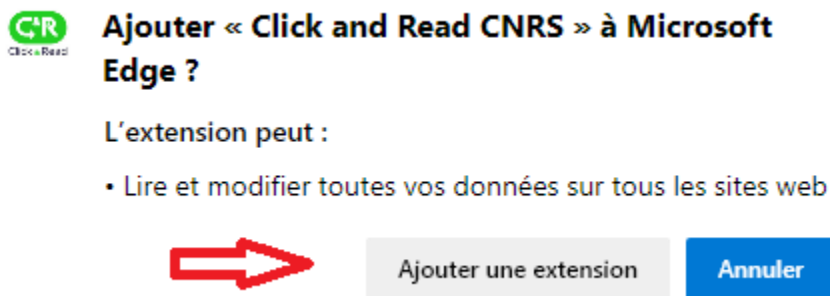 C&R
Click & Read
Ajouter « Click and Read CNRS » à Microsoft
Edge ?
L'extension peut :
• Lire et modifier toutes vos données sur tous les sites web
Ajouter une extension
Annuler